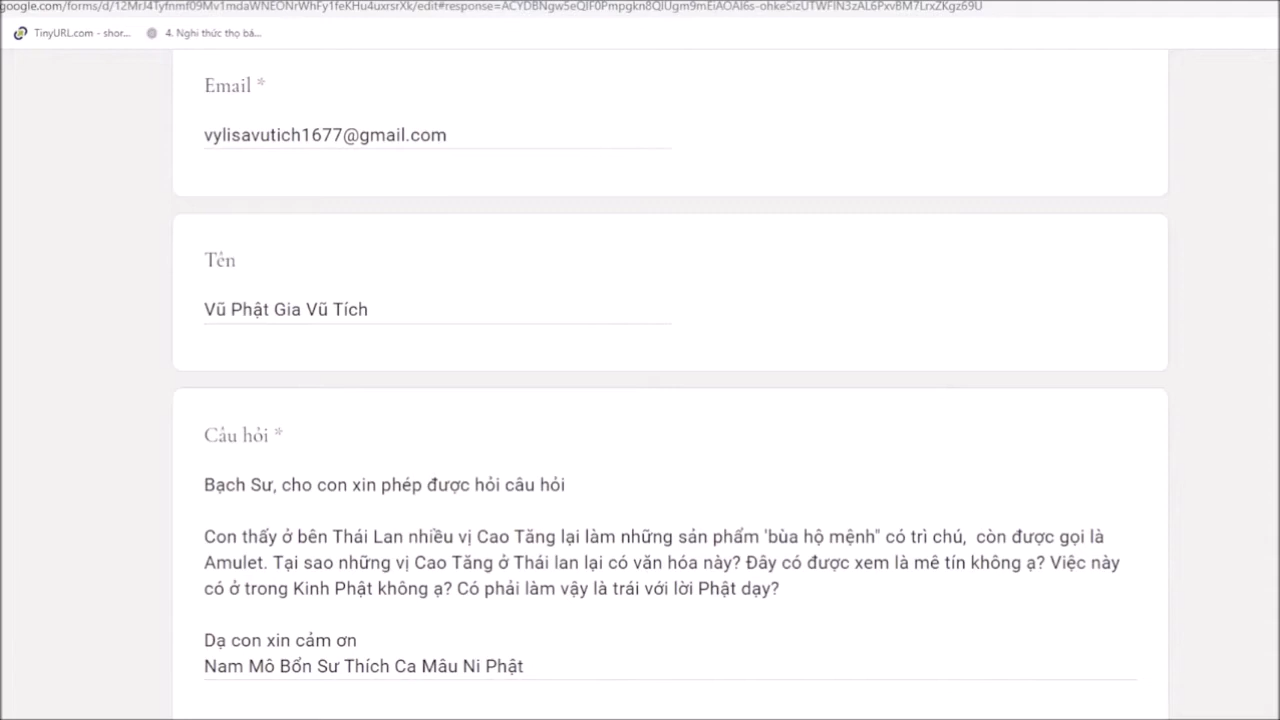 google.com/forms/d/12MrJ4Tyfnmf09Mv1mdaWNEONrWhFy1feKHu4uxrsrXk/edit#response=ACYDBNgw5eQIF0Pmpgkn8QlUgm9mEiAOAI6s-ohkeSizUTWFlN3zAL6PxvBM7LrxZKgz69U
TinyURL.com - shor...
4. Nghi thức thọ bá...
Email *
vylisavutich1677@gmail.com
Tên
Vũ Phật Gia Vũ Tích
Câu hỏi *
Bạch Sư, cho con xin phép được hỏi câu hỏi
Con thấy ở bên Thái Lan nhiều vị Cao Tăng lại làm những sản phẩm 'bùa hộ mệnh" có trì chú, còn được gọi là
Amulet. Tại sao những vị Cao Tăng ở Thái lan lại có văn hóa này? Đây có được xem là mê tín không ạ? Việc này
có ở trong Kinh Phật không ạ? Có phải làm vậy là trái với lời Phật dạy?
Dạ con xin cảm ơn
Nam Mô Bổn Sư Thích Ca Mâu Ni Phật